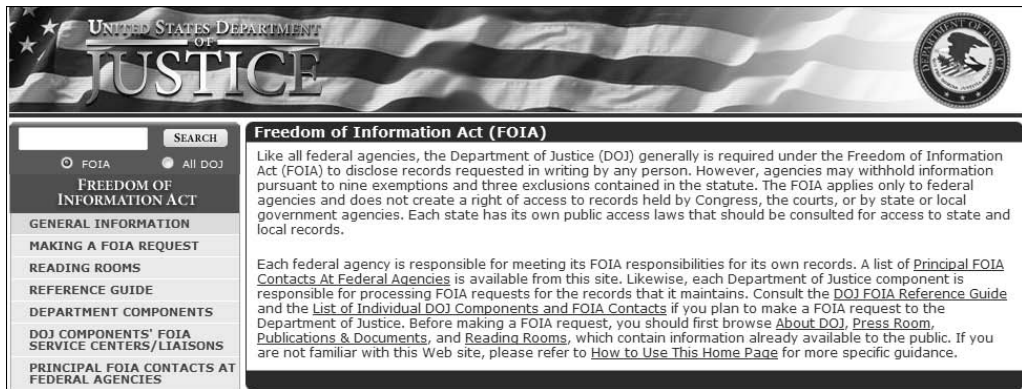 UNITED STATES DEPARTMENT
OF
JUSTICE
DEPARTMENT OF JUSTICE
SEARCH
FOIA All DOJ
FREEDOM OF
INFORMATION ACT
GENERAL INFORMATION
MAKING A FOIA REQUEST
READING ROOMS
REFERENCE GUIDE
DEPARTMENT COMPONENTS
DOJ COMPONENTS' FOIA
SERVICE CENTERS/LIAISONS
PRINCIPAL FOIA CONTACTS AT
FEDERAL AGENCIES
Freedom of Information Act (FOIA)
Like all federal agencies, the Department of Justice (DOJ) generally is required under the Freedom of Information
Act (FOIA) to disclose records requested in writing by any person. However, agencies may withhold information
pursuant to nine exemptions and three exclusions contained in the statute. The FOIA applies only to federal
agencies and does not create a right of access to records held by Congress, the courts, or by state or local
government agencies. Each state has its own public access laws that should be consulted for access to state and
local records.
Each federal agency is responsible for meeting its FOIA responsibilities for its own records. A list of Principal FOIA
Contacts At Federal Agencies is available from this site. Likewise, each Department of Justice component is
responsible for processing FOIA requests for the records that it maintains. Consult the DOJ FOIA Reference Guide
and the List of Individual DOJ Components and FOIA Contacts if you plan to make a FOIA request to the
Department of Justice. Before making a FOIA request, you should first browse About DOJ, Press Room,
Publications & Documents, and Reading Rooms, which contain information already available to the public. If you
are not familiar with this Web site, please refer to How to Use This Home Page for more specific guidance.